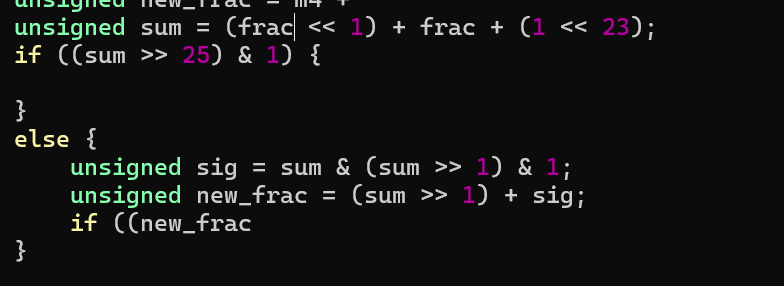 unsigned new_frac = m4 +
unsigned sum = (frac << 1) + frac + (1 << 23);
if ((sum >> 25) & 1) {
}
else {
unsigned sig = sum & (sum >> 1) & 1;
unsigned new_frac = (sum >> 1) + sig;
if ((new_frac
}